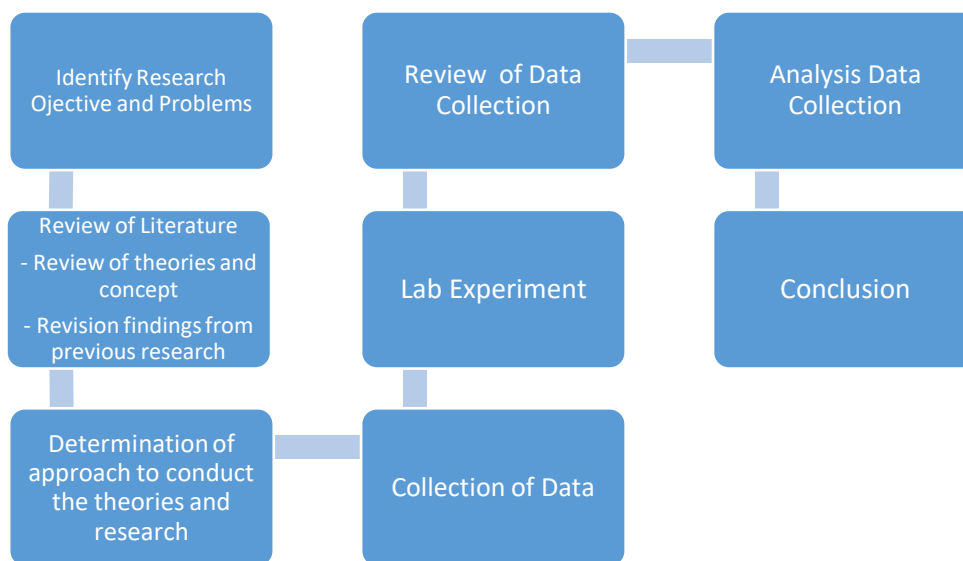 Identify Research
Ojective and Problems
Review of Literature
- Review of theories and
concept
- Revision findings from
previous research
Determination of
approach to conduct
the theories and
research
Collection of Data
Lab Experiment
Review of Data
Collection
Analysis Data
Collection
Conclusion